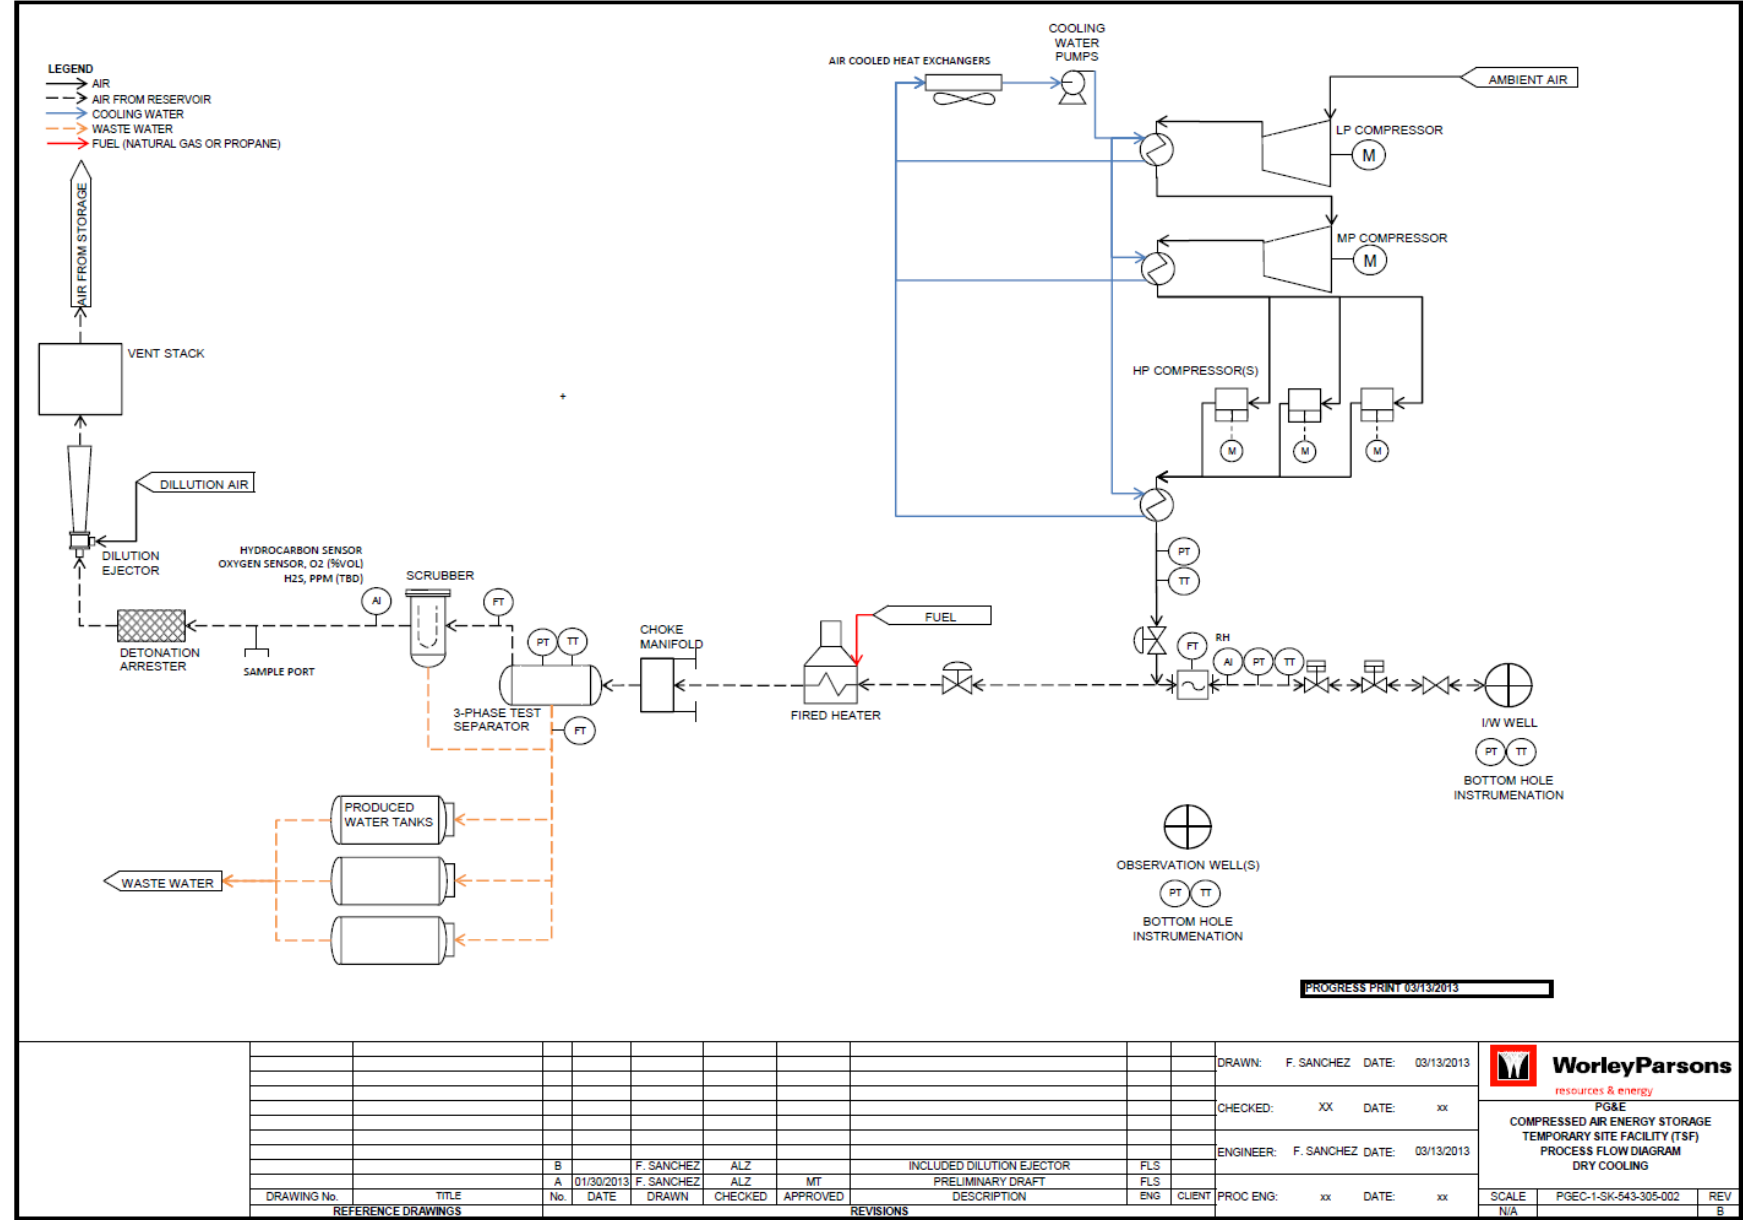 LEGEND
AIR
AIR FROM RESERVOIR
COOLING WATER
WASTE WATER
FUEL (NATURAL GAS OR PROPANE)
AIR FROM STORAGE
VENT STACK
DILLUTION AIR
DILUTION
EJECTOR
HYDROCARBON SENSOR
OXYGEN SENSOR, O2 (%VOL)
H2S, PPM (TBD)
AI
SCRUBBER
FT
DETONATION
ARRESTER
SAMPLE PORT
PT
TT
3-PHASE TEST
SEPARATOR
FT
CHOKE
MANIFOLD
FUEL
FIRED HEATER
AIR COOLED HEAT EXCHANGERS
COOLING
WATER
PUMPS
AMBIENT AIR
LP COMPRESSOR
M
MP COMPRESSOR
M
HP COMPRESSOR(S)
M
M
M
PT
TT
FT
RH
AI
PT
TT
I/W WELL
PT
TT
BOTTOM HOLE
INSTRUMENATION
OBSERVATION WELL(S)
PT
TT
BOTTOM HOLE
INSTRUMENATION
PRODUCED
WATER TANKS
WASTE WATER
PROGRESS PRINT 03/13/2013
B F. SANCHEZ ALZ INCLUDED DILUTION EJECTOR FLS
A 01/30/2013 F. SANCHEZ ALZ MT PRELIMINARY DRAFT FLS
DRAWING No. TITLE No. DATE DRAWN CHECKED APPROVED DESCRIPTION ENG CLIENT
REFERENCE DRAWINGS REVISIONS
DRAWN: F. SANCHEZ DATE: 03/13/2013
CHECKED: XX DATE: xx
ENGINEER: F. SANCHEZ DATE: 03/13/2013
PROC ENG: xx DATE: xx
WorleyParsons
resources & energy
PG&E
COMPRESSED AIR ENERGY STORAGE
TEMPORARY SITE FACILITY (TSF)
PROCESS FLOW DIAGRAM
DRY COOLING
SCALE PGEC-1-SK-543-305-002 REV
N/A B